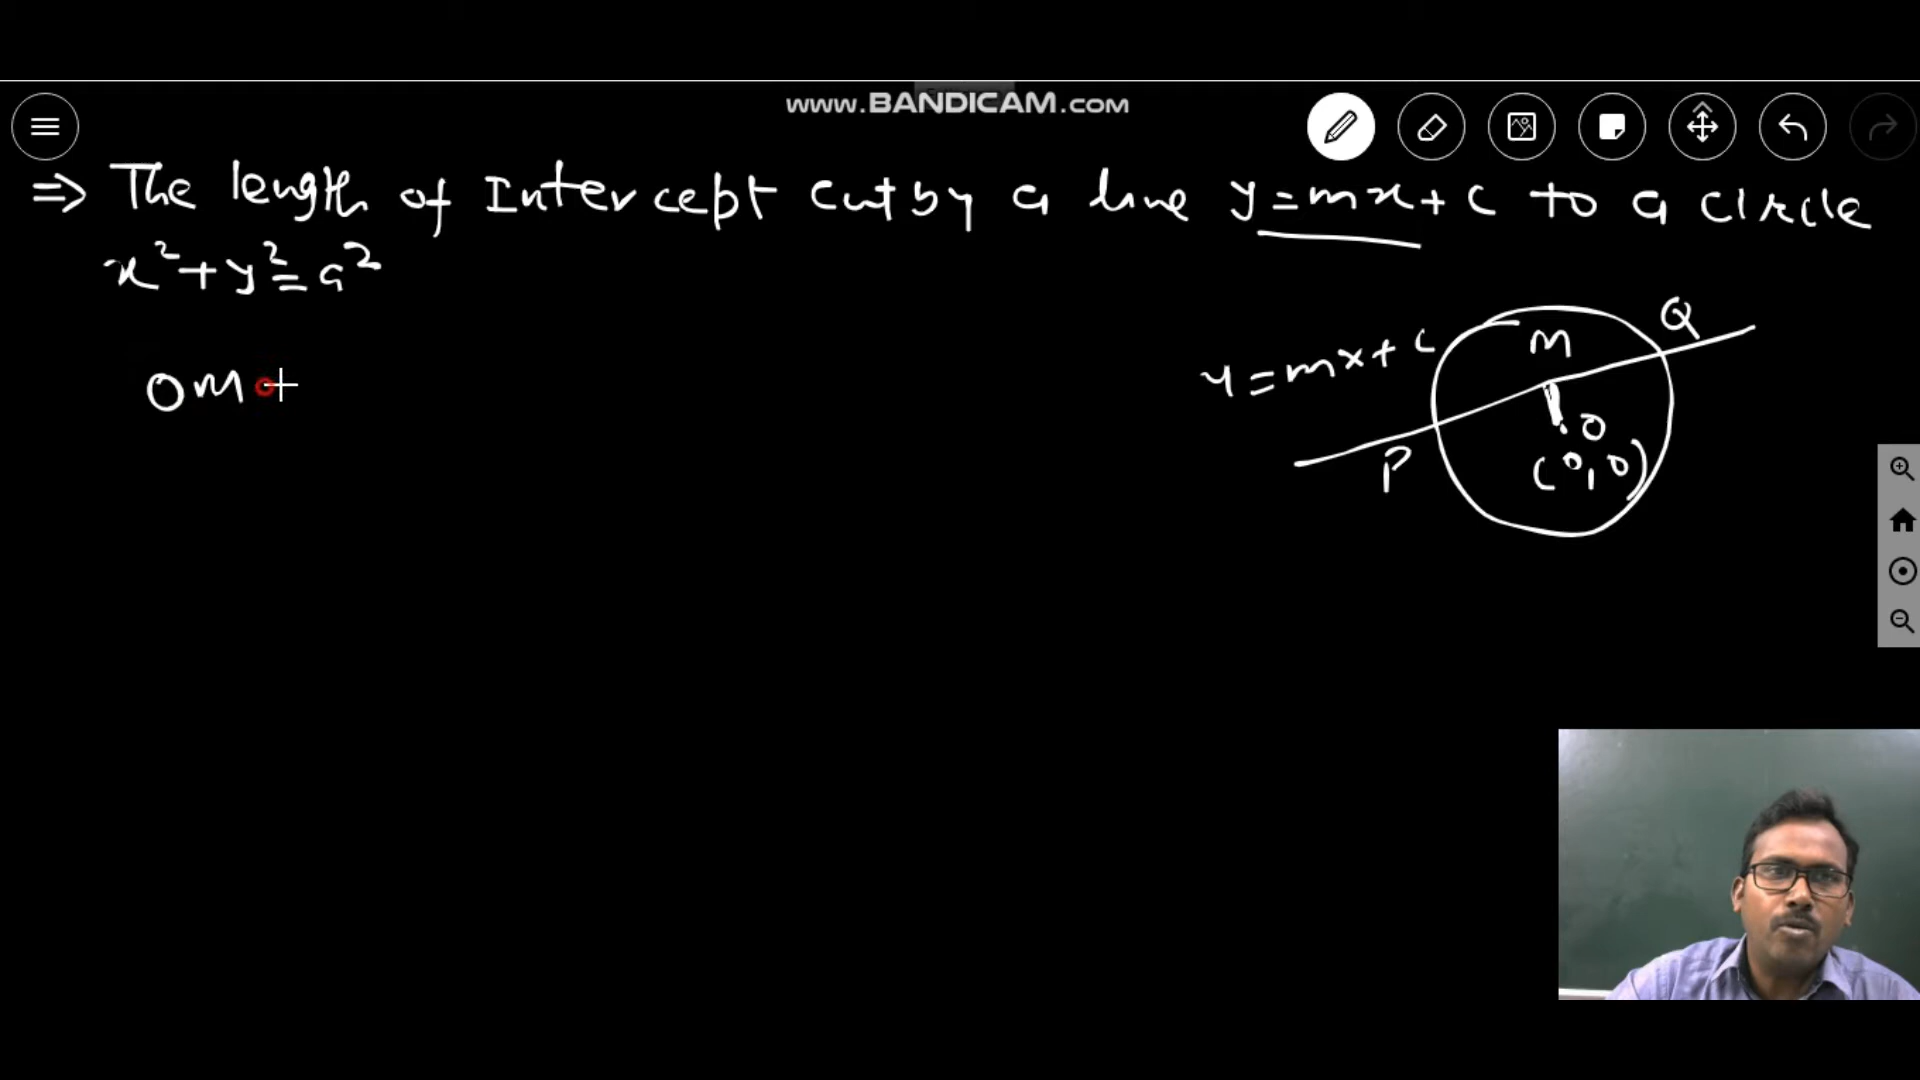 www.BANDICAM.com
⇒ The length of Intercept cut by a line y=mx+c to a circle
x²+y²=a²
y=mx+c
M
Q
P
O
(0,0)
OM